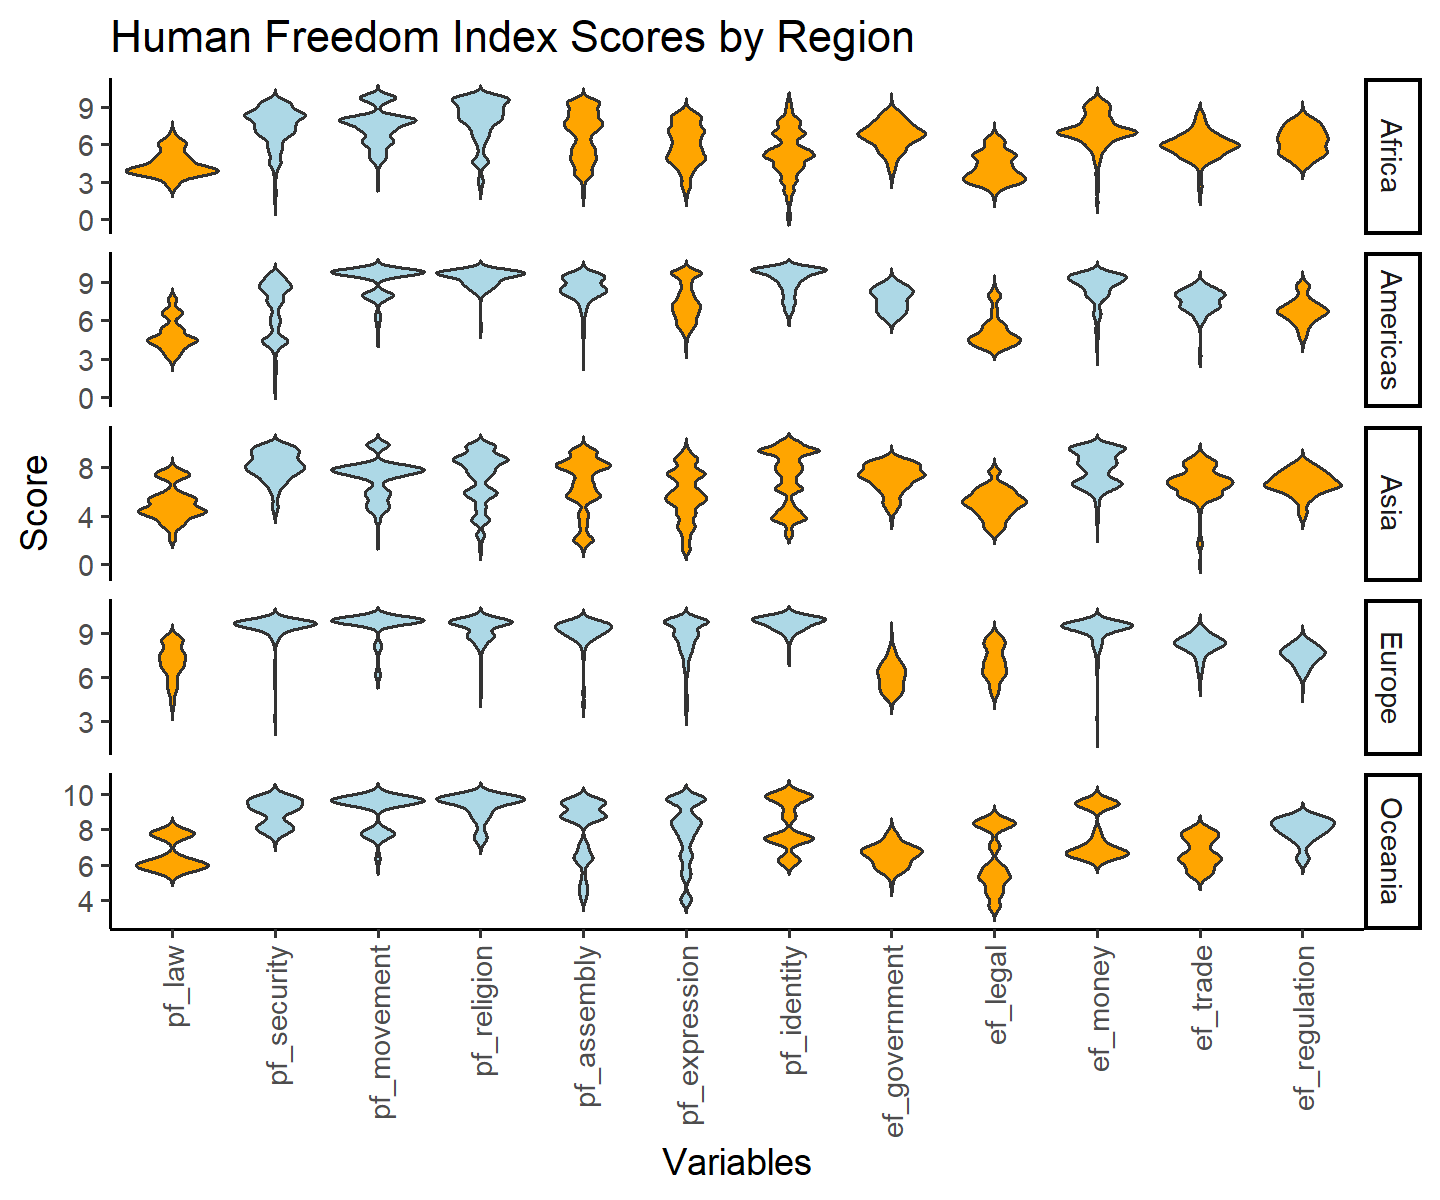 Human Freedom Index Scores by Region
Score
9
6
3
0
Africa
9
6
3
0
Americas
8
4
0
Asia
9
6
3
Europe
10
8
6
4
Oceania
pf_law
pf_security
pf_movement
pf_religion
pf_assembly
pf_expression
pf_identity
ef_government
ef_legal
ef_money
ef_trade
ef_regulation
Variables